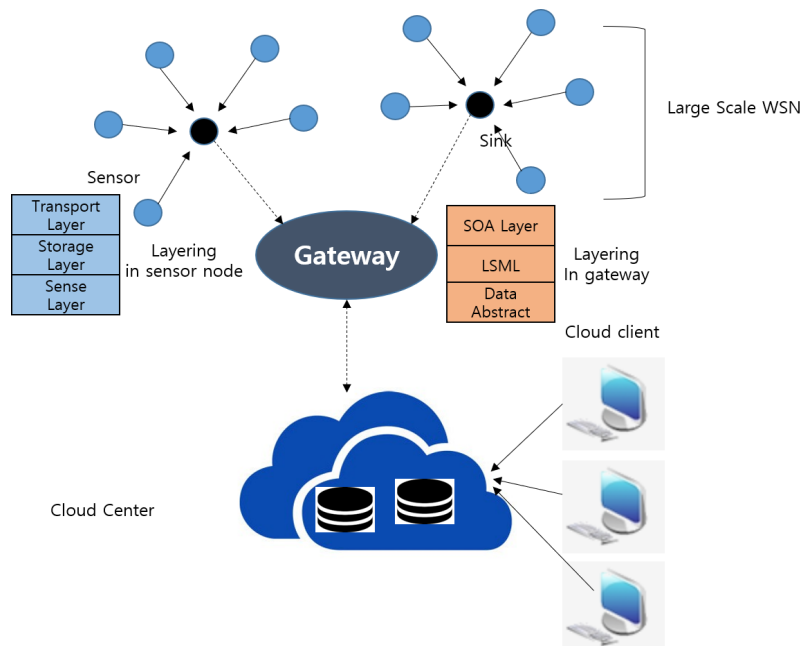 Large Scale WSN
Sink
Sensor
Transport
Layer
Storage
Layer
Sense
Layer
Layering
in sensor node
Gateway
SOA Layer
LSML
Data
Abstract
Layering
In gateway
Cloud client
Cloud Center